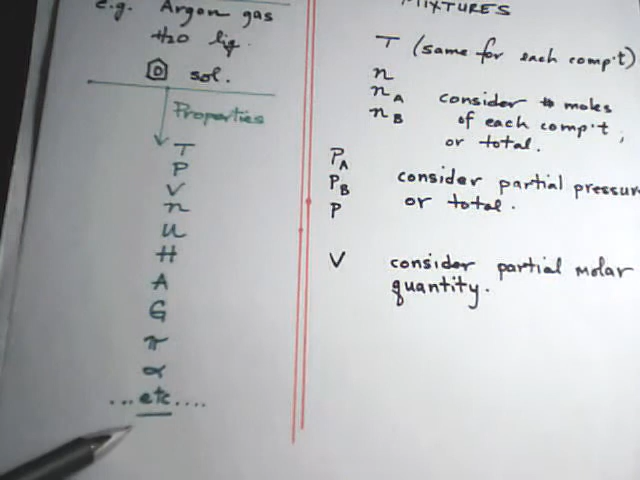 e.g. Argon gas
H2O liq.
sol.
Properties
T
P
V
n
U
H
A
G
π
α
...etc....
MIXTURES
T (same for each comp't)
n
nA consider # moles
nB of each comp't,
or total.
PA
PB consider partial pressur
P or total.
V consider partial molar
quantity.